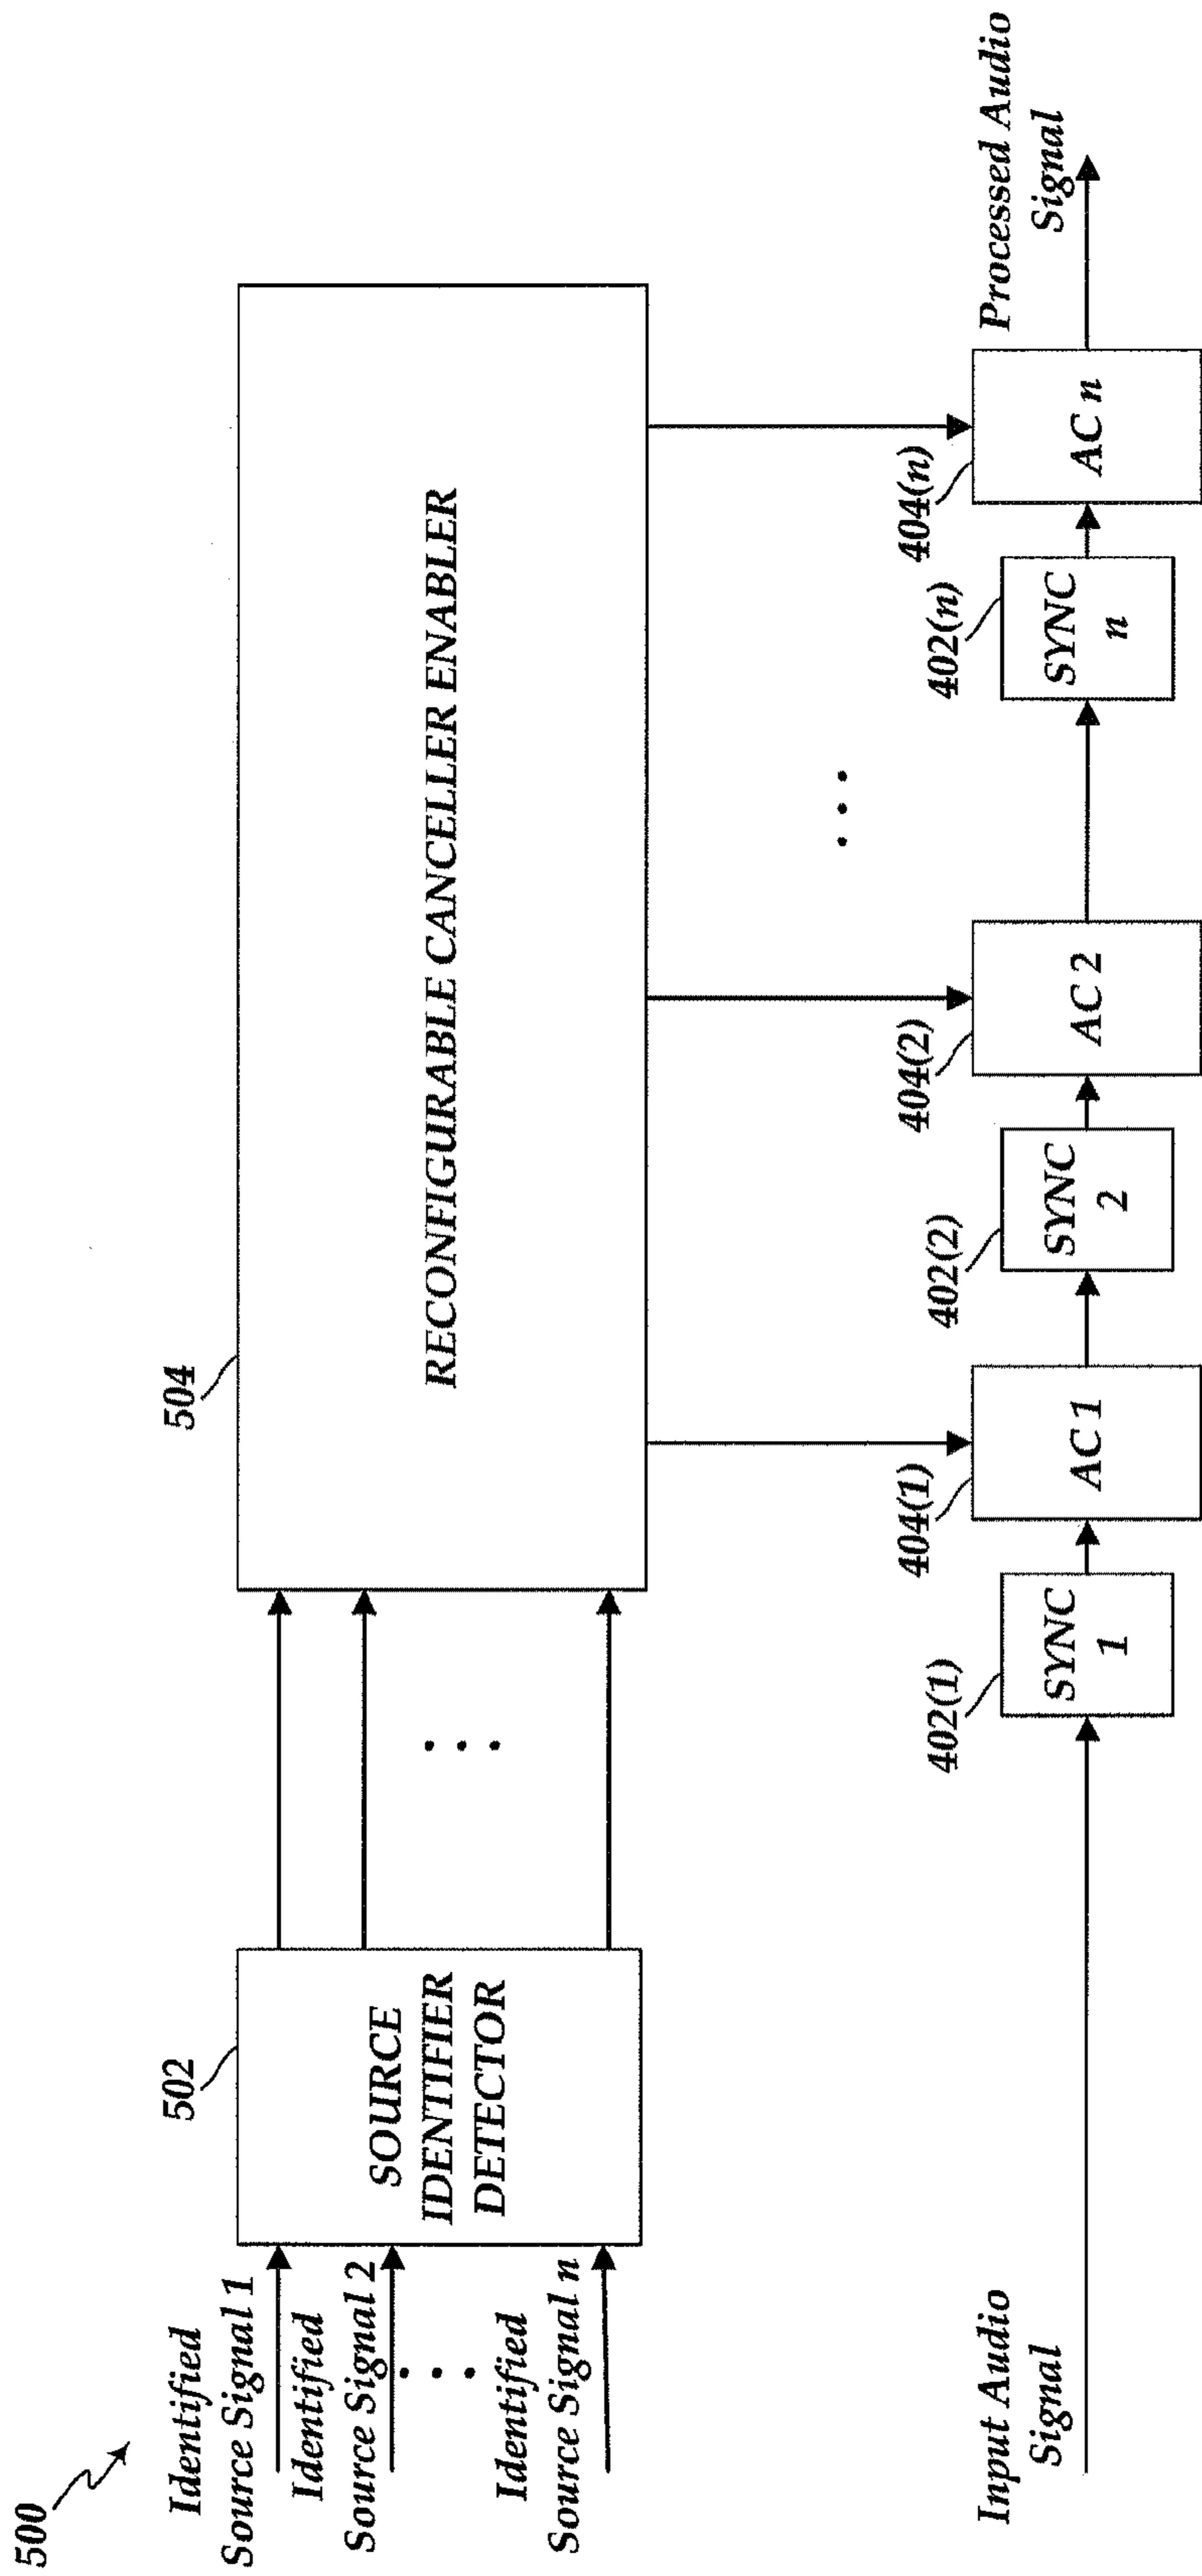 500
Identified
Source Signal 1
Identified
Source Signal 2
Identified
Source Signal n
502
SOURCE
IDENTIFIER
DETECTOR
504
RECONFIGURABLE CANCELLER ENABLER
Input Audio
Signal
402(1)
SYNC
1
404(1)
AC 1
402(2)
SYNC
2
404(2)
AC 2
402(n)
SYNC
n
404(n)
AC n
Processed Audio
Signal